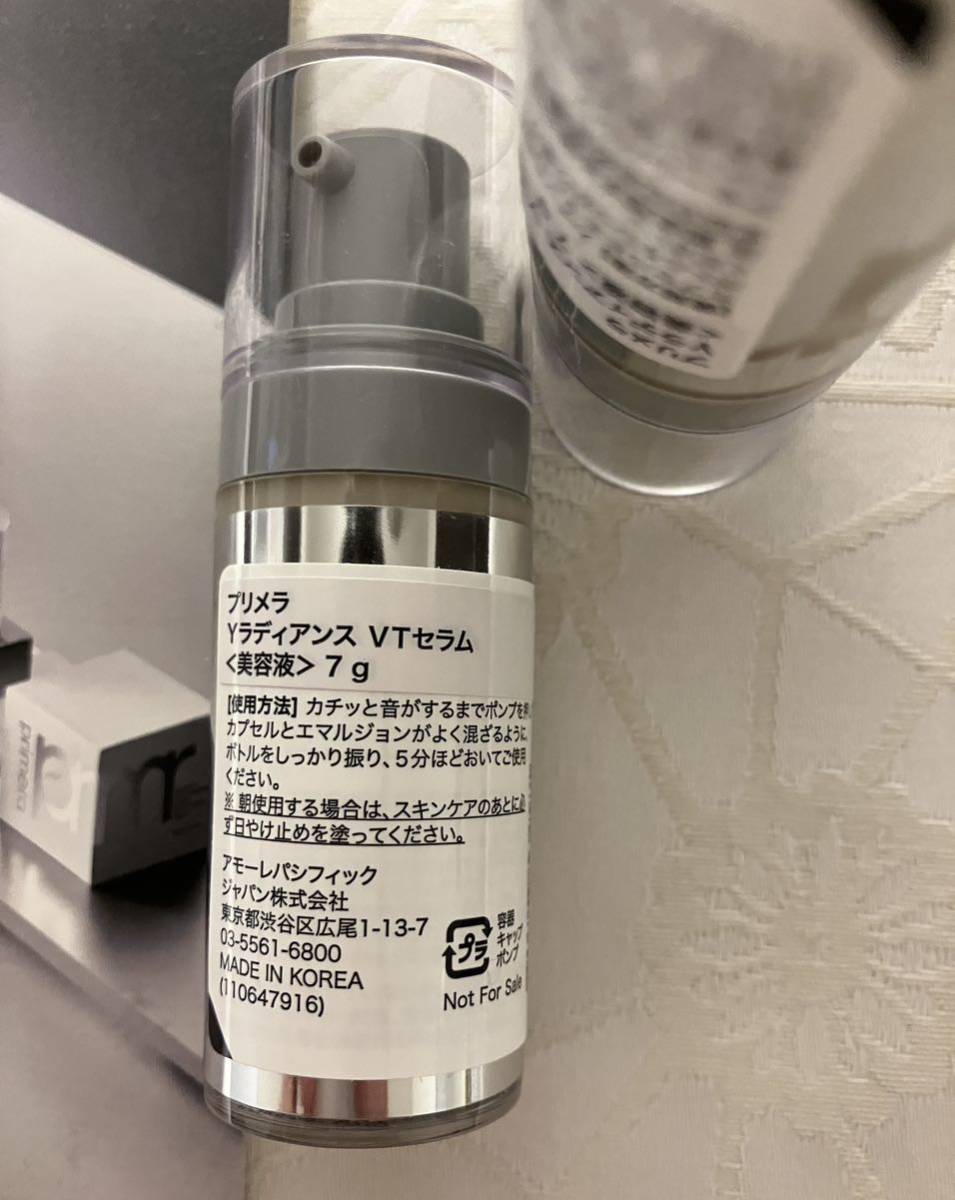 プリメラ
Yラディアンス VTセラム
<美容液> 7 g
[使用方法] カチッと音がするまでポンプを押
カプセルとエマルジョンがよく混ざるように、
ボトルをしっかり振り、5分ほどおいてご使用
ください。
※ 朝使用する場合は、スキンケアのあとに必
ず日やけ止めを塗ってください。
アモーレパシフィック
ジャパン株式会社
東京都渋谷区広尾1-13-7
03-5561-6800
MADE IN KOREA
(110647916)
プラ
容器
キャップ
ポンプ
Not For Sale
primera